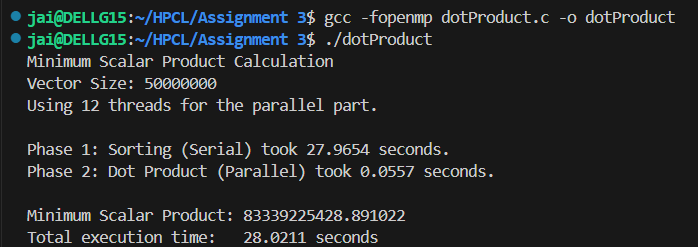 jai@DELLG15:~/HPCL/Assignment 3$ gcc -fopenmp dotProduct.c -o dotProduct
jai@DELLG15:~/HPCL/Assignment 3$ ./dotProduct
Minimum Scalar Product Calculation
Vector Size: 50000000
Using 12 threads for the parallel part.
Phase 1: Sorting (Serial) took 27.9654 seconds.
Phase 2: Dot Product (Parallel) took 0.0557 seconds.
Minimum Scalar Product: 83339225428.891022
Total execution time:   28.0211 seconds